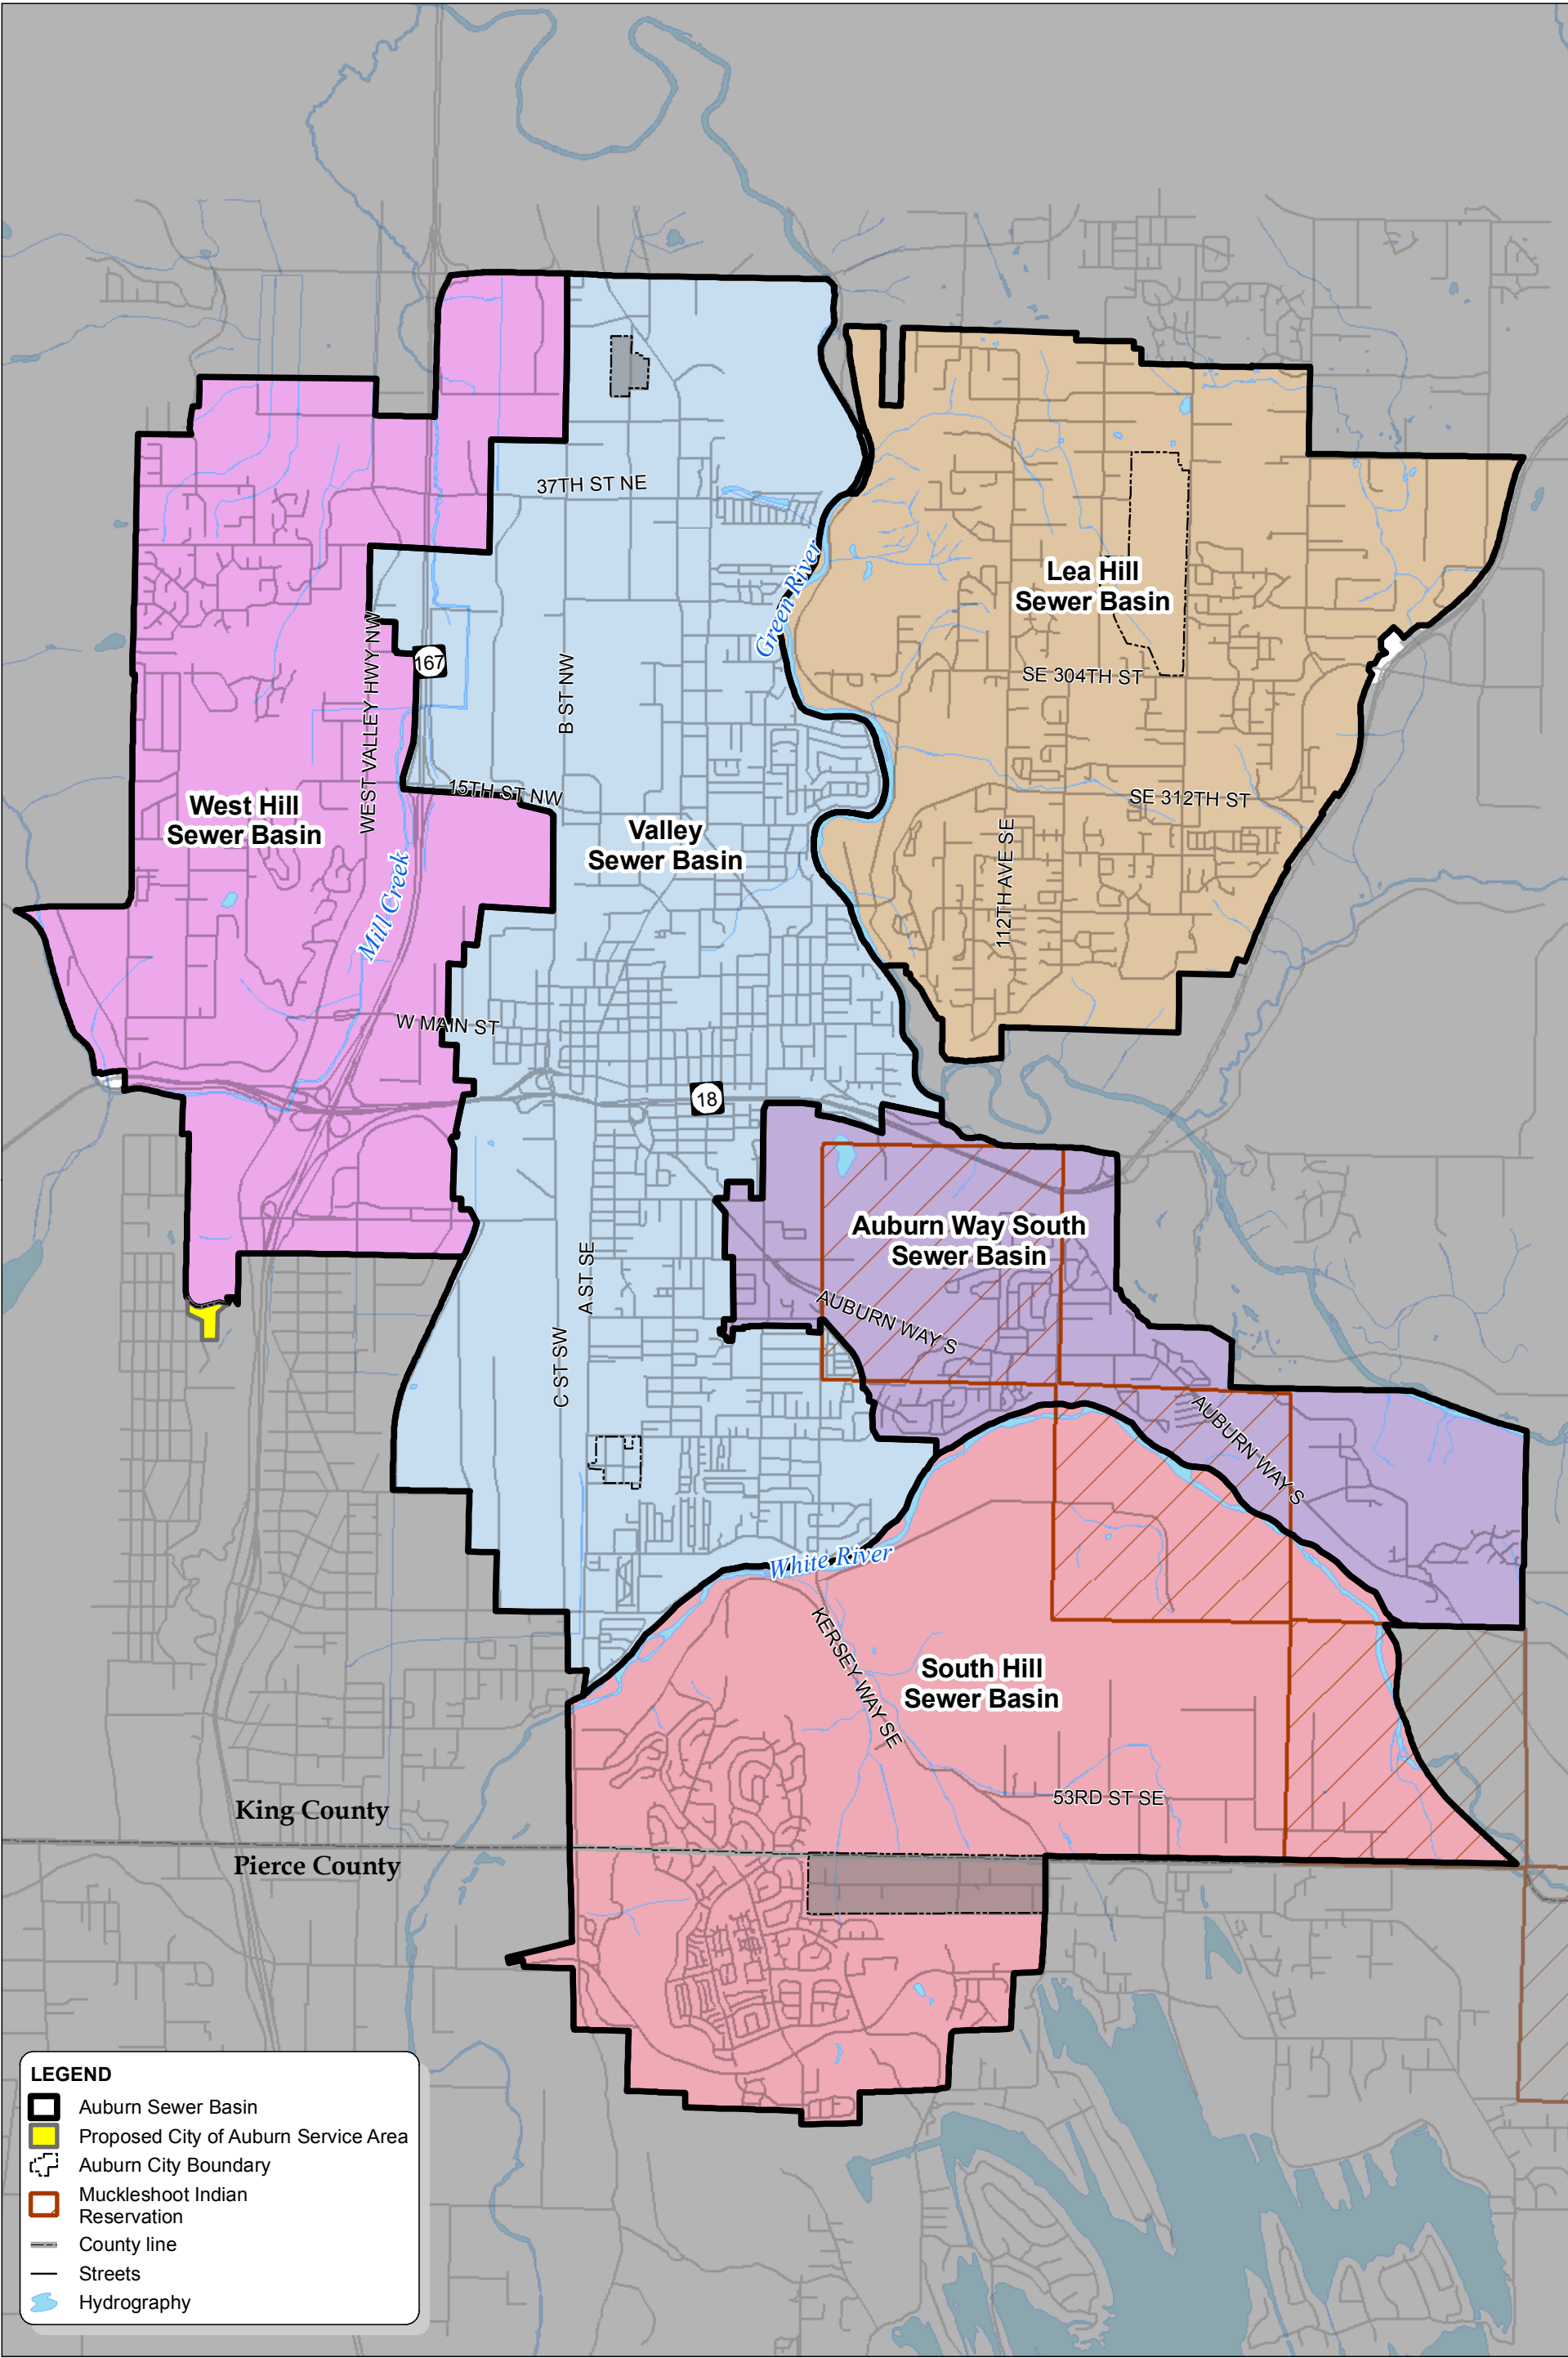 37TH ST NE
Green River
Lea Hill
Sewer Basin
WEST VALLEY HWY NW
167
B ST NW
SE 304TH ST
15TH ST NW
SE 312TH ST
West Hill
Sewer Basin
Valley
Sewer Basin
112TH AVE SE
Mill Creek
W MAIN ST
18
Auburn Way South
Sewer Basin
A ST SE
AUBURN WAY S
C ST SW
AUBURN WAY S
White River
KERSEY WAY SE
South Hill
Sewer Basin
53RD ST SE
King County
Pierce County
LEGEND
Auburn Sewer Basin
Proposed City of Auburn Service Area
Auburn City Boundary
Muckleshoot Indian
Reservation
County line
Streets
Hydrography